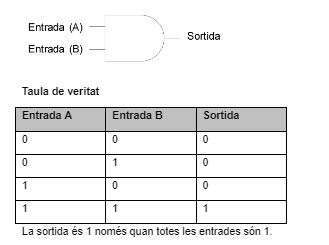 Entrada (A)
Entrada (B)
Sortida
Taula de veritat
Entrada A Entrada B Sortida
0 0 0
0 1 0
1 0 0
1 1 1
La sortida és 1 només quan totes les entrades són 1.